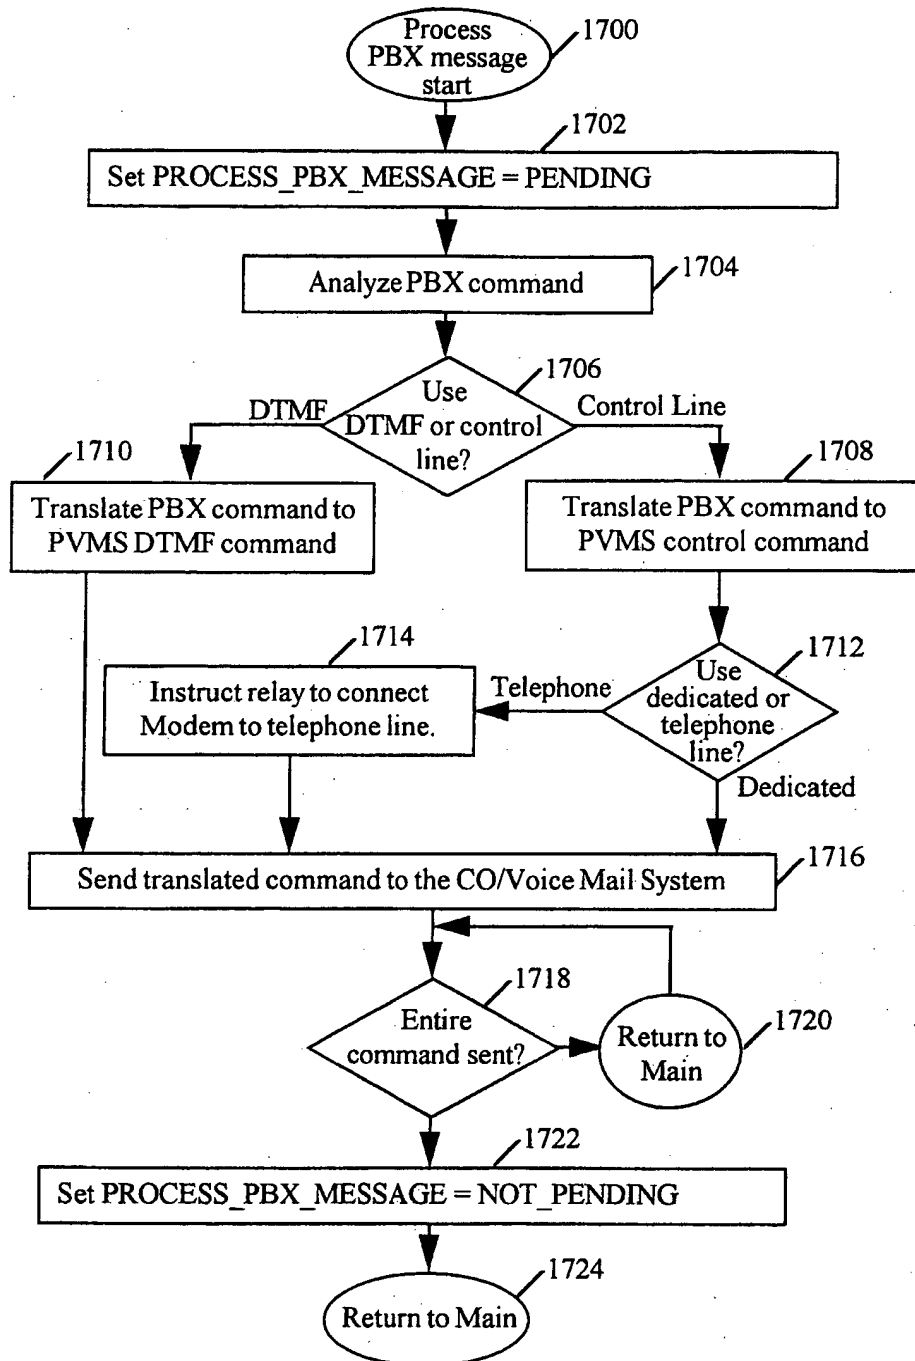 Process
PBX message
start
1700
1702
Set PROCESS_PBX_MESSAGE = PENDING
Analyze PBX command
1704
1706
Use
DTMF or control
line?
DTMF
Control Line
1710
Translate PBX command to
PVMS DTMF command
1708
Translate PBX command to
PVMS control command
1714
Instruct relay to connect
Modem to telephone line.
Telephone
1712
Use
dedicated or
telephone
line?
Dedicated
Send translated command to the CO/Voice Mail System
1716
1718
Entire
command sent?
Return to
Main
1720
1722
Set PROCESS_PBX_MESSAGE = NOT_PENDING
1724
Return to Main